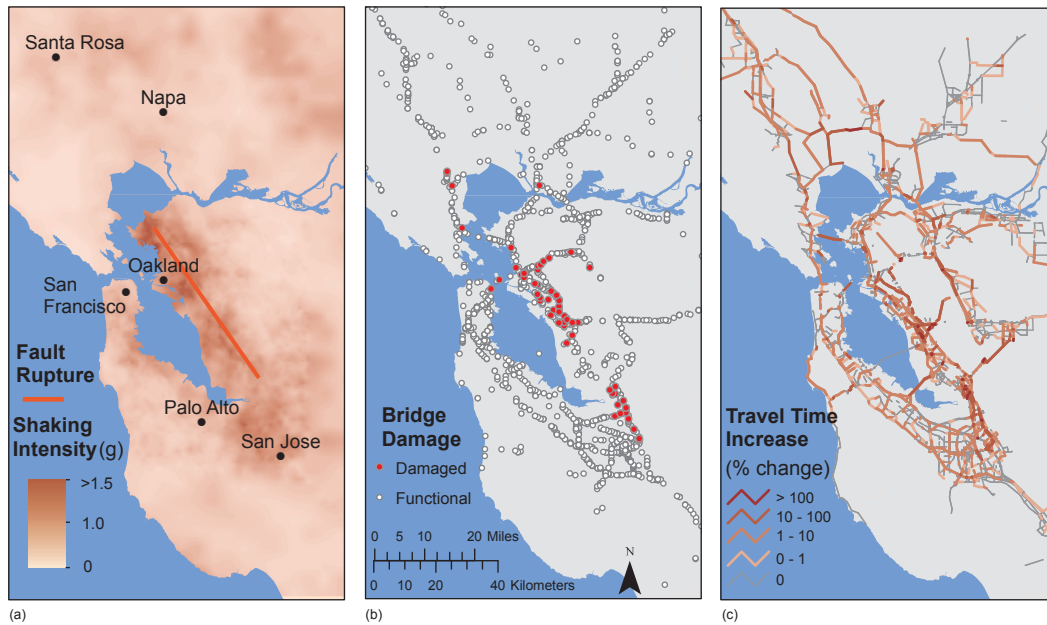 Santa Rosa
Napa
Oakland
San
Francisco
Fault
Rupture
Shaking
Intensity (g)
Palo Alto
San Jose
>1.5
1.0
0
(a)
Bridge
Damage
Damaged
Functional
0 5 10 20 Miles
0 10 20 40 Kilometers
N
(b)
Travel Time
Increase
(% change)
> 100
10 - 100
1 - 10
0 - 1
0
(c)